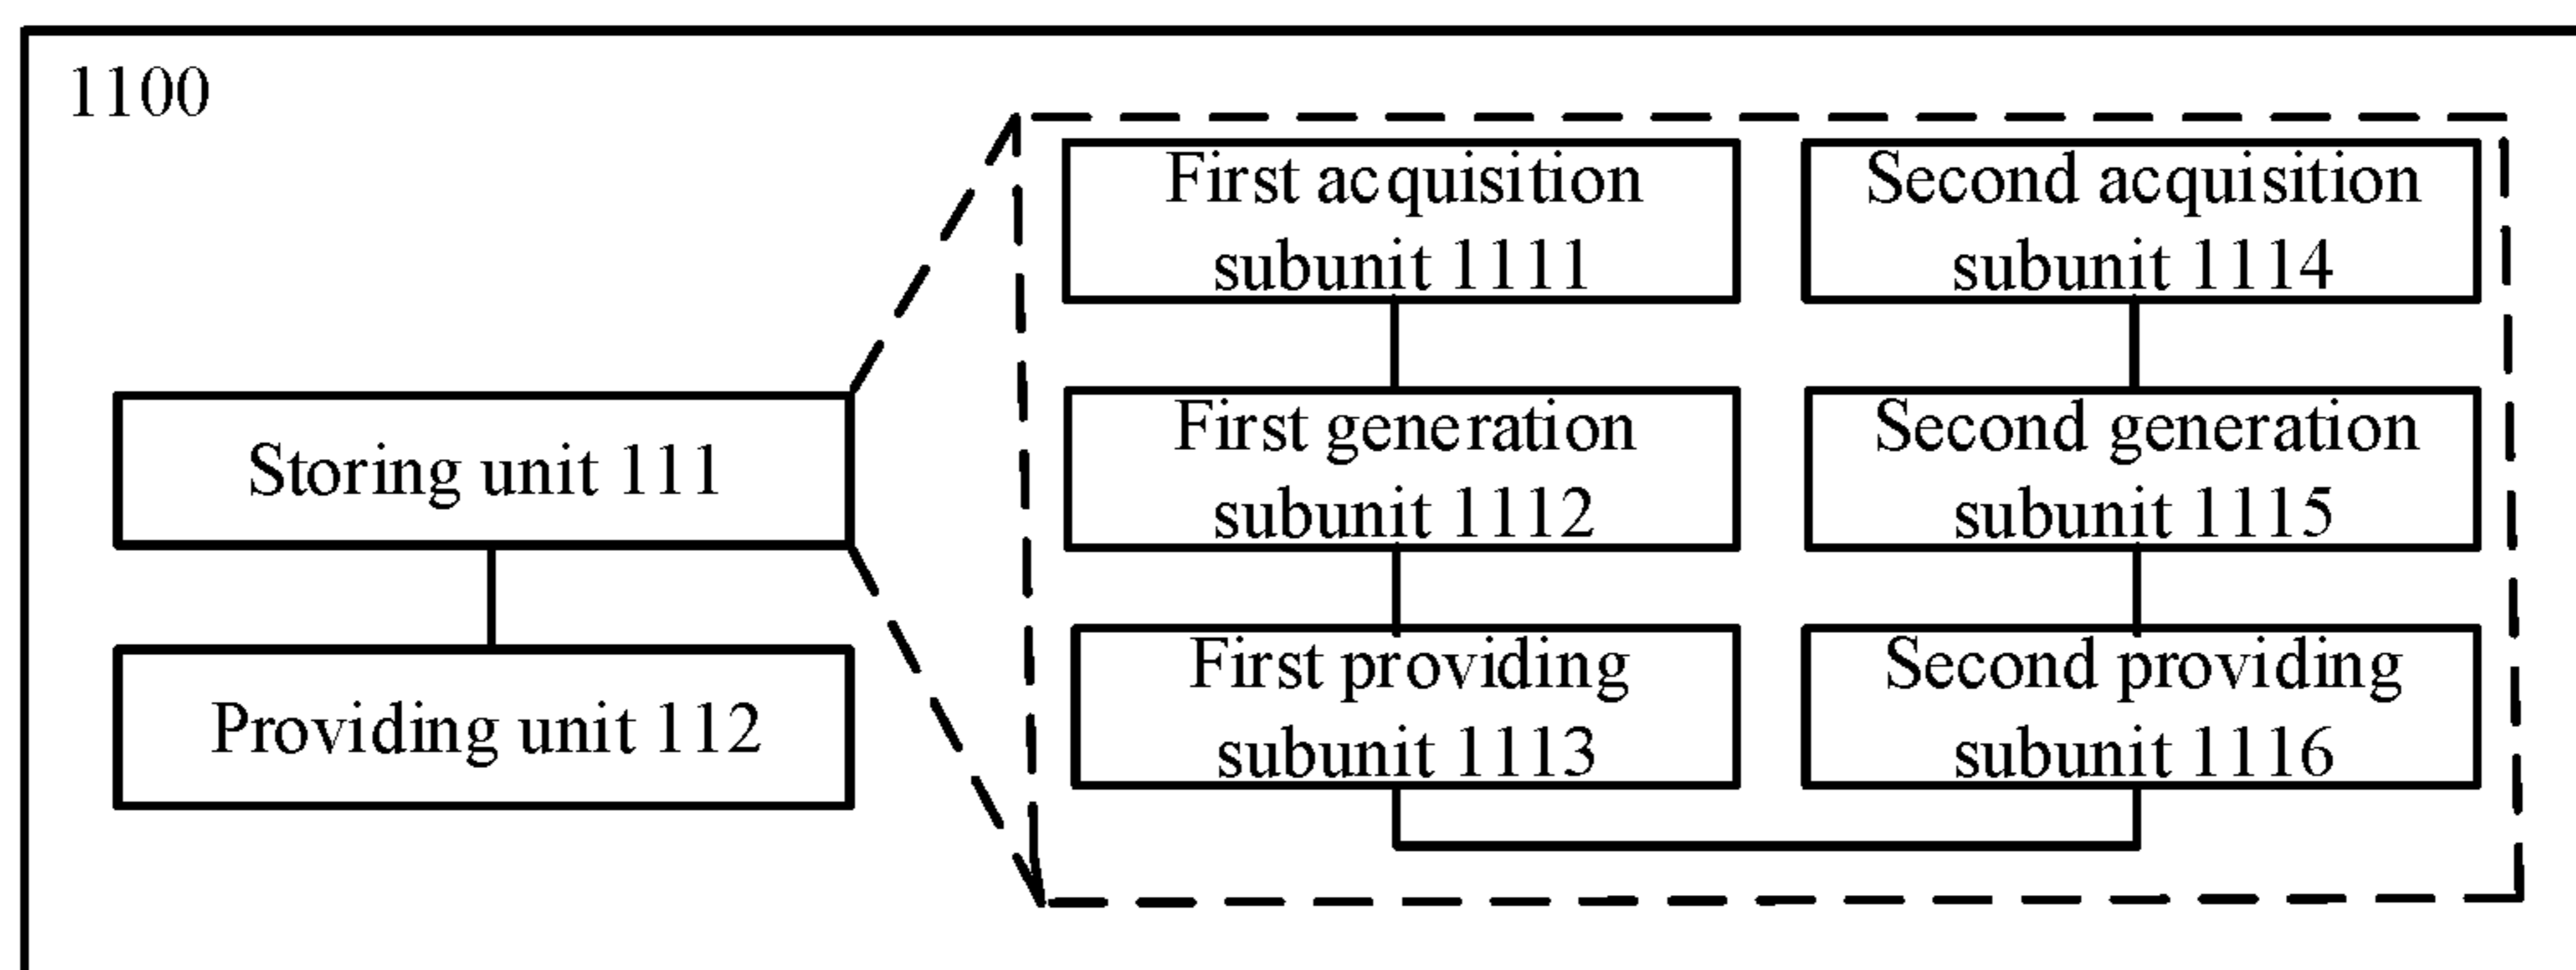 1100
First acquisition
subunit 1111
Second acquisition
subunit 1114
Storing unit 111
First generation
subunit 1112
Second generation
subunit 1115
Providing unit 112
First providing
subunit 1113
Second providing
subunit 1116